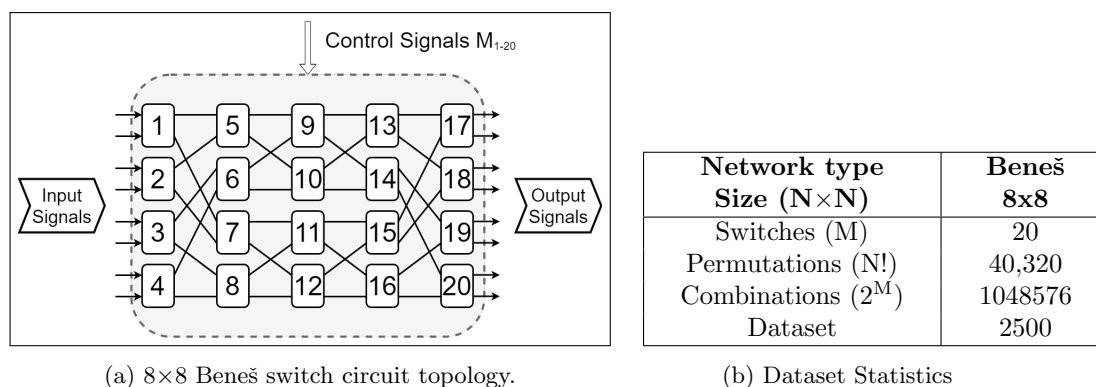 Control Signals M1-20
1 5 9 13 17
2 6 10 14 18
3 7 11 15 19
4 8 12 16 20
Input
Signals
Output
Signals
(a) 8×8 Beneš switch circuit topology.
Network type Beneš
Size (N×N) 8x8
Switches (M) 20
Permutations (N!) 40,320
Combinations (2^M) 1048576
Dataset 2500
(b) Dataset Statistics